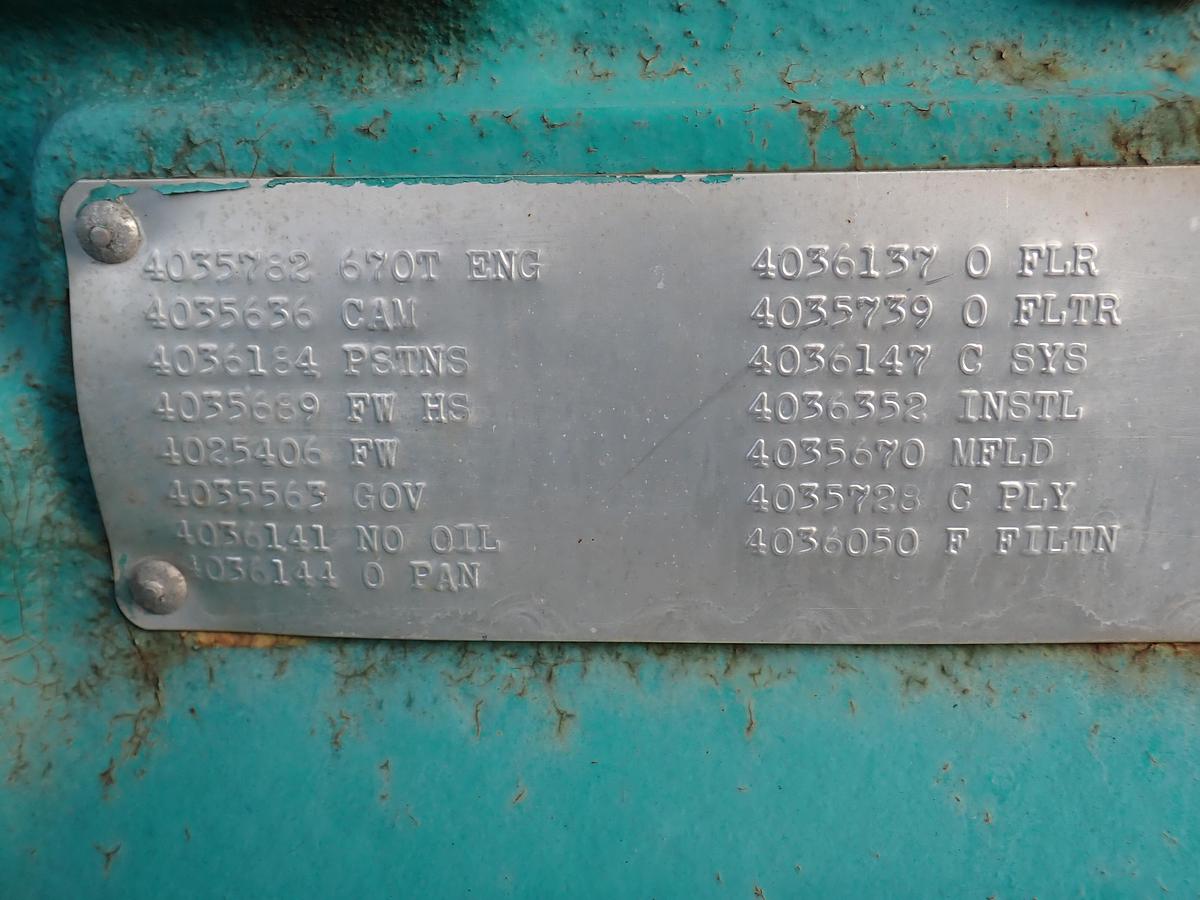 4035782 670T ENG
4035636 CAM
4036184 PSTNS
4035689 FW HS
4025406 FW
4035563 GOV
4036141 NO OIL
4036144 O PAN
4036137 O FLR
4035739 O FLTR
4036147 C SYS
4036352 INSTL
4035670 MFLD
4035728 C PLY
4036050 F FILTN